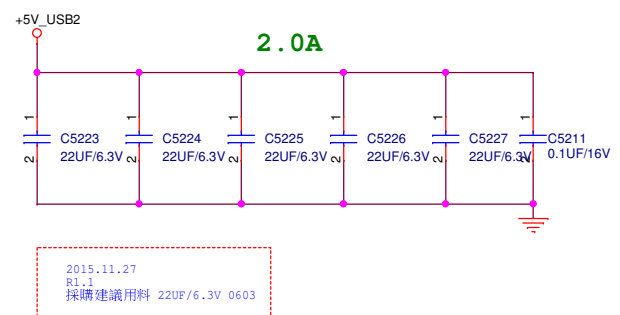 +5V_USB2
2.0A
1 1 1 1 1 1
C5223 C5224 C5225 C5226 C5227 C5211
22UF/6.3V 22UF/6.3V 22UF/6.3V 22UF/6.3V 22UF/6.3V 0.1UF/16V
2 2 2 2 2 2
2015.11.27
R1.1
採購建議用料 22UF/6.3V 0603